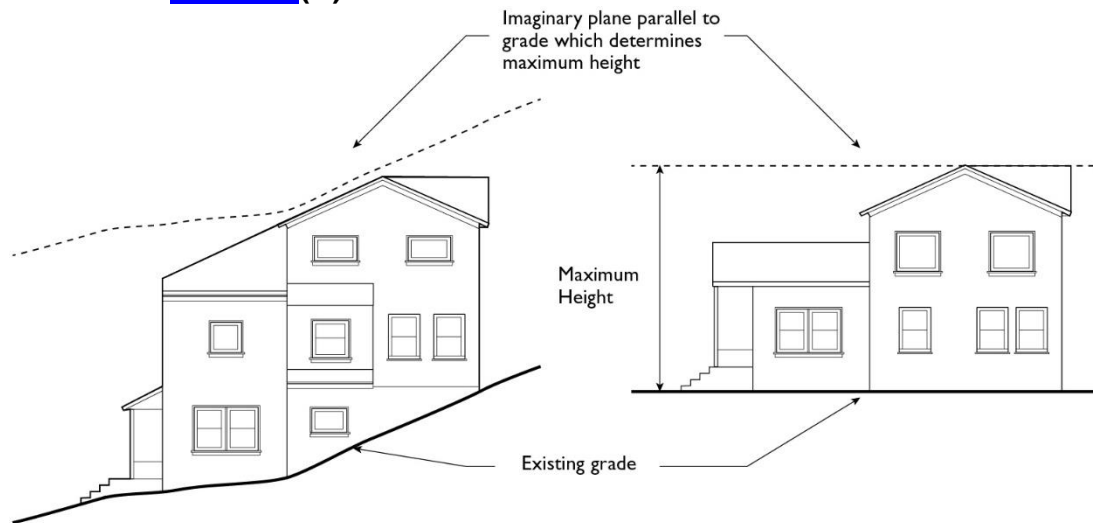 Imaginary plane parallel to
grade which determines
maximum height
Maximum
Height
Existing grade